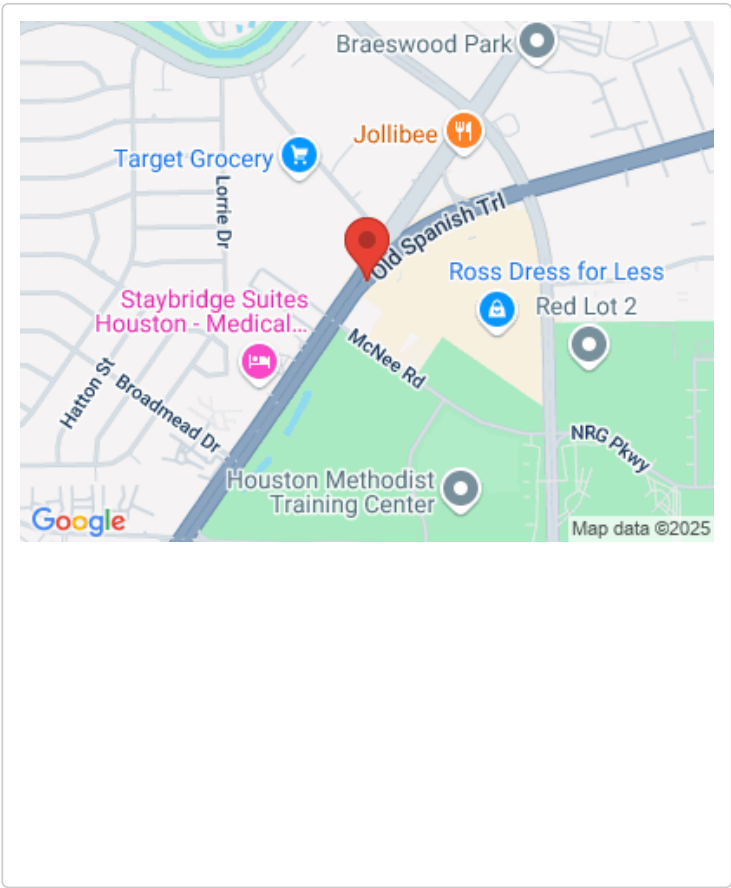 Braeswood Park
Jollibee
Target Grocery
Lorrie Dr
Old Spanish Trl
Ross Dress for Less
Staybridge Suites
Houston - Medical...
Red Lot 2
McNee Rd
Hatton St
Broadmead Dr
NRG Pkwy
Houston Methodist
Training Center
Google
Map data ©2025